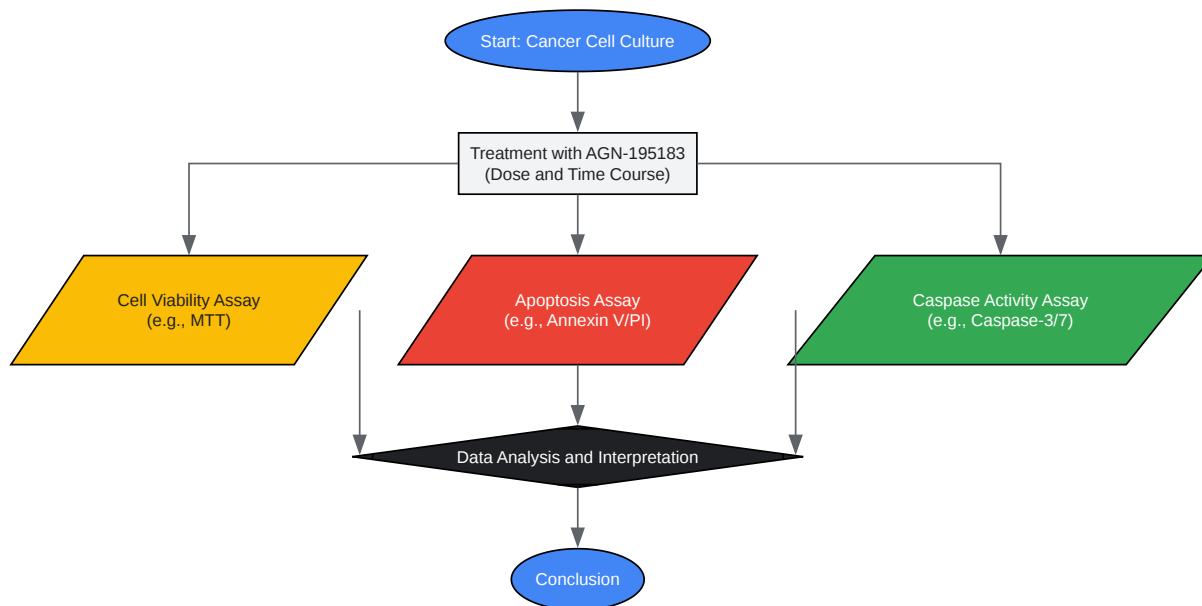 Start: Cancer Cell Culture
Treatment with AGN-195183
(Dose and Time Course)
Cell Viability Assay
(e.g., MTT)
Apoptosis Assay
(e.g., Annexin V/PI)
Caspase Activity Assay
(e.g., Caspase-3/7)
Data Analysis and Interpretation
Conclusion